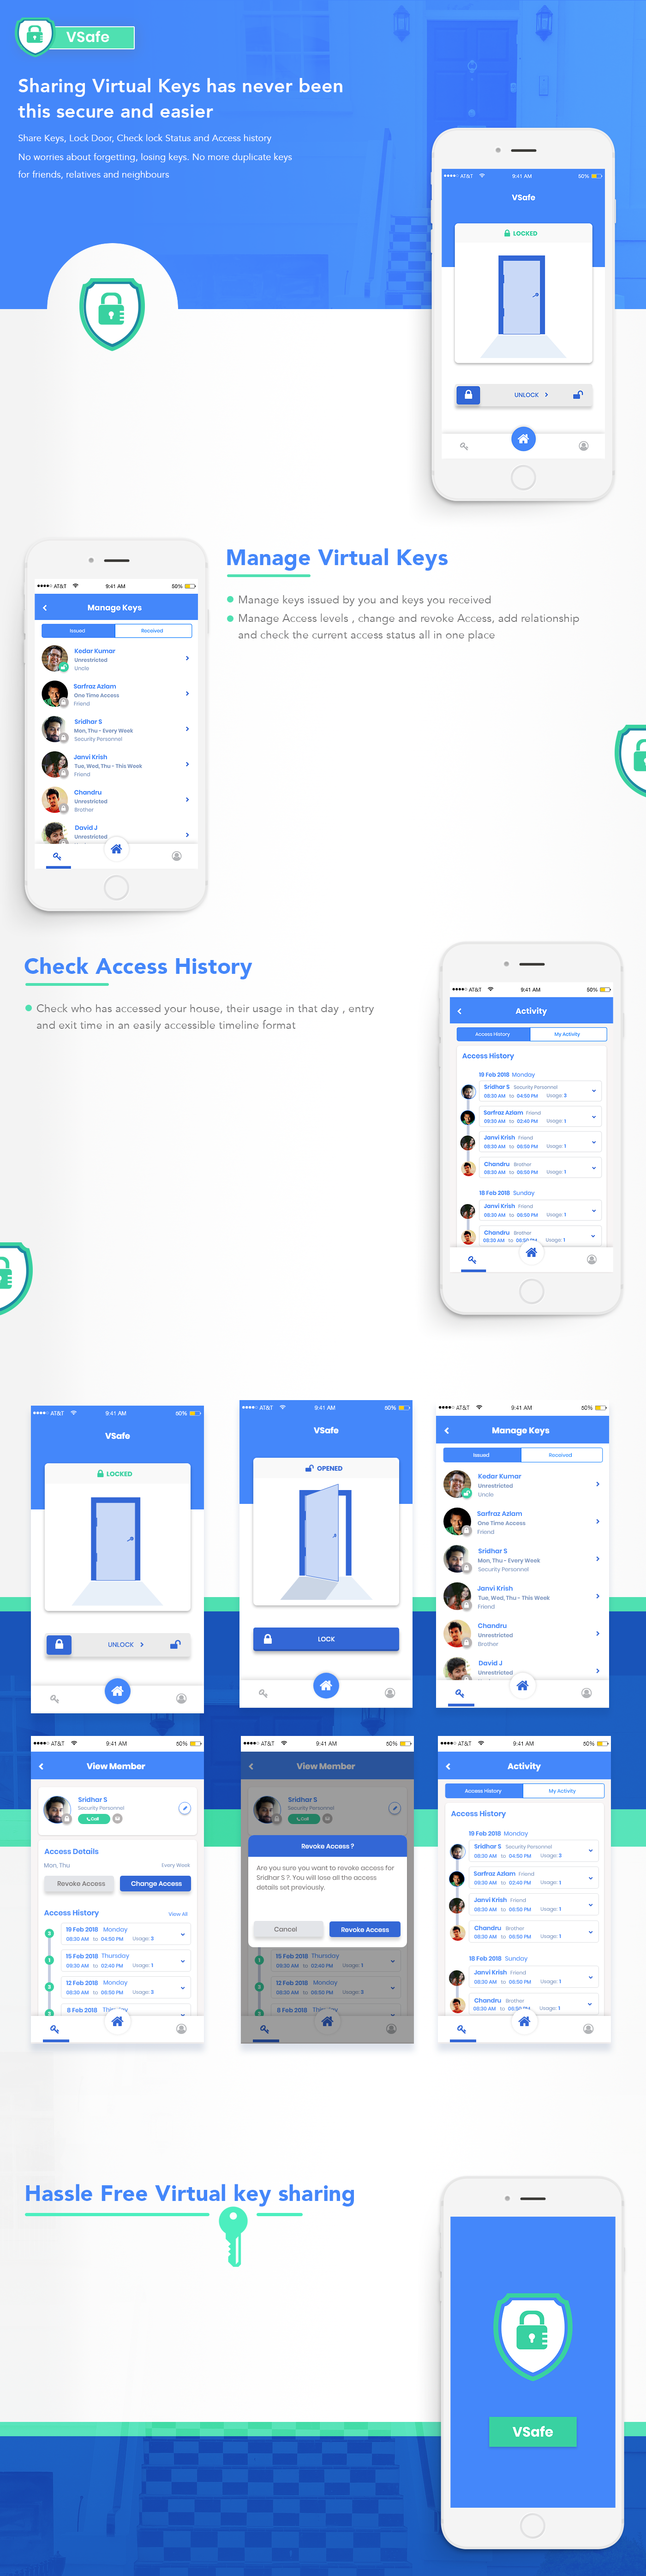 VSafe
Sharing Virtual Keys has never been
this secure and easier
Share Keys, Lock Door, Check lock Status and Access history
No worries about forgetting, losing keys. No more duplicate keys
for friends, relatives and neighbours
AT&T 9:41 AM 50%
VSafe
LOCKED
UNLOCK
AT&T 9:41 AM 50%
Manage Keys
Issued Received
Kedar Kumar
Unrestricted
Uncle
Sarfraz Azlam
One Time Access
Friend
Sridhar S
Mon, Thu - Every Week
Security Personnel
Janvi Krish
Tue, Wed, Thu - This Week
Friend
Chandru
Unrestricted
Brother
David J
Unrestricted
Manage Virtual Keys
Manage keys issued by you and keys you received
Manage Access levels , change and revoke Access, add relationship
and check the current access status all in one place
Check Access History
Check who has accessed your house, their usage in that day , entry
and exit time in an easily accessible timeline format
AT&T 9:41 AM 50%
Activity
Access History My Activity
Access History
19 Feb 2018 Monday
Sridhar S Security Personnel
08:30 AM to 04:50 PM Usage: 3
Sarfraz Azlam Friend
09:30 AM to 02:40 PM Usage: 1
Janvi Krish Friend
08:30 AM to 06:50 PM Usage: 1
Chandru Brother
08:30 AM to 06:50 PM Usage: 1
18 Feb 2018 Sunday
Janvi Krish Friend
08:30 AM to 06:50 PM Usage: 1
Chandru Brother
08:30 AM to 06:50 PM Usage: 1
AT&T 9:41 AM 50%
VSafe
LOCKED
UNLOCK
AT&T 9:41 AM 50%
VSafe
OPENED
LOCK
AT&T 9:41 AM 50%
Manage Keys
Issued Received
Kedar Kumar
Unrestricted
Uncle
Sarfraz Azlam
One Time Access
Friend
Sridhar S
Mon, Thu - Every Week
Security Personnel
Janvi Krish
Tue, Wed, Thu - This Week
Friend
Chandru
Unrestricted
Brother
David J
Unrestricted
AT&T 9:41 AM 50%
View Member
Sridhar S
Security Personnel
Call
Access Details
Mon, Thu Every Week
Revoke Access Change Access
Access History View All
19 Feb 2018 Monday
08:30 AM to 04:50 PM Usage: 3
15 Feb 2018 Thursday
09:30 AM to 02:40 PM Usage: 1
12 Feb 2018 Monday
08:30 AM to 06:50 PM Usage: 3
8 Feb 2018
AT&T 9:41 AM 50%
View Member
Sridhar S
Security Personnel
Call
Revoke Access ?
Are you sure you want to revoke access for
Sridhar S ?. You will lose all the access
details set previously.
Cancel Revoke Access
15 Feb 2018 Thursday
09:30 AM to 02:40 PM Usage: 1
12 Feb 2018 Monday
08:30 AM to 06:50 PM Usage: 3
8 Feb 2018
AT&T 9:41 AM 50%
Activity
Access History My Activity
Access History
19 Feb 2018 Monday
Sridhar S Security Personnel
08:30 AM to 04:50 PM Usage: 3
Sarfraz Azlam Friend
09:30 AM to 02:40 PM Usage: 1
Janvi Krish Friend
08:30 AM to 06:50 PM Usage: 1
Chandru Brother
08:30 AM to 06:50 PM Usage: 1
18 Feb 2018 Sunday
Janvi Krish Friend
08:30 AM to 06:50 PM Usage: 1
Chandru Brother
08:30 AM to 06:50 PM Usage: 1
Hassle Free Virtual key sharing
VSafe